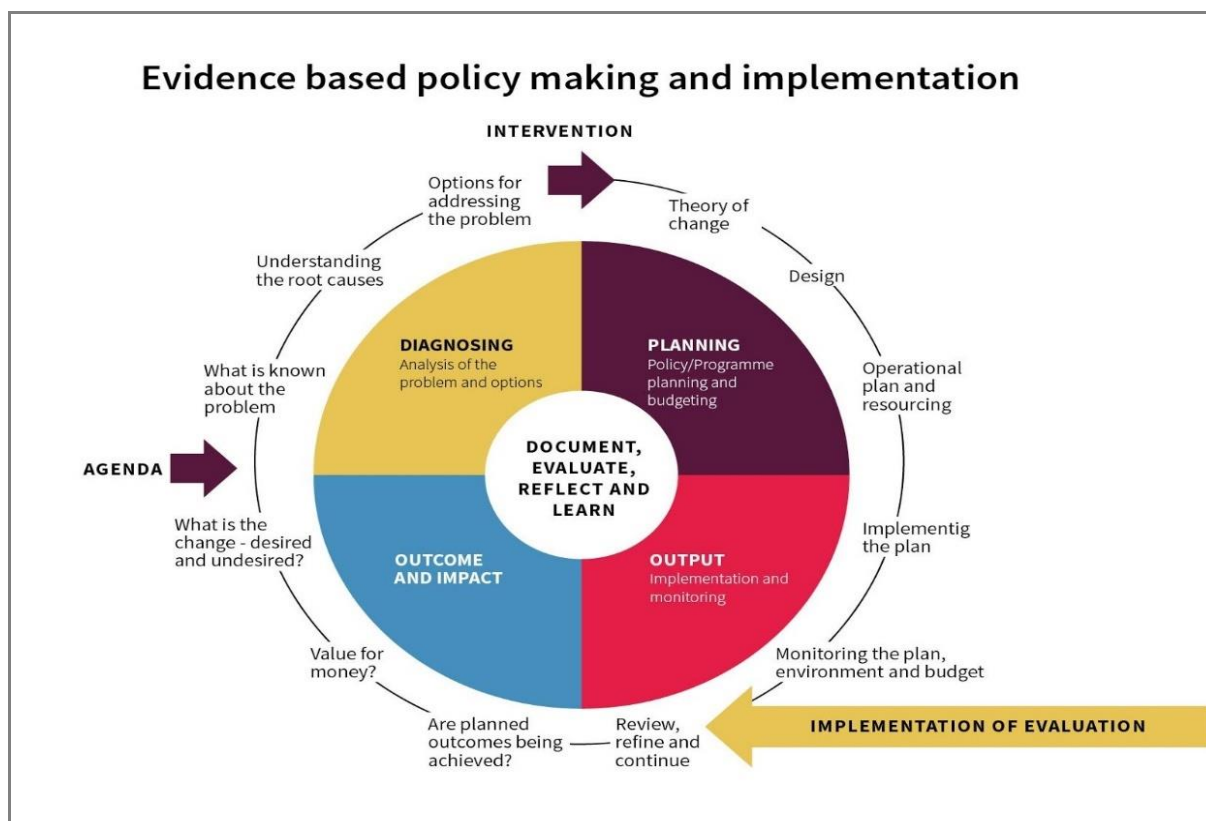 Evidence based policy making and implementation
INTERVENTION
Options for
addressing
the problem
Theory of
change
Understanding
the root causes
Design
DIAGNOSING
Analysis of the
problem and options
PLANNING
Policy/Programme
planning and
budgeting
What is known
about the
problem
Operational
plan and
resourcing
DOCUMENT,
EVALUATE,
REFLECT AND
LEARN
AGENDA
What is the
change - desired
and undesired?
Implementig
the plan
OUTCOME
AND IMPACT
OUTPUT
Implementation and
monitoring
Value for
money?
Monitoring the plan,
environment and budget
Are planned
outcomes being
achieved?
Review,
refine and
continue
IMPLEMENTATION OF EVALUATION